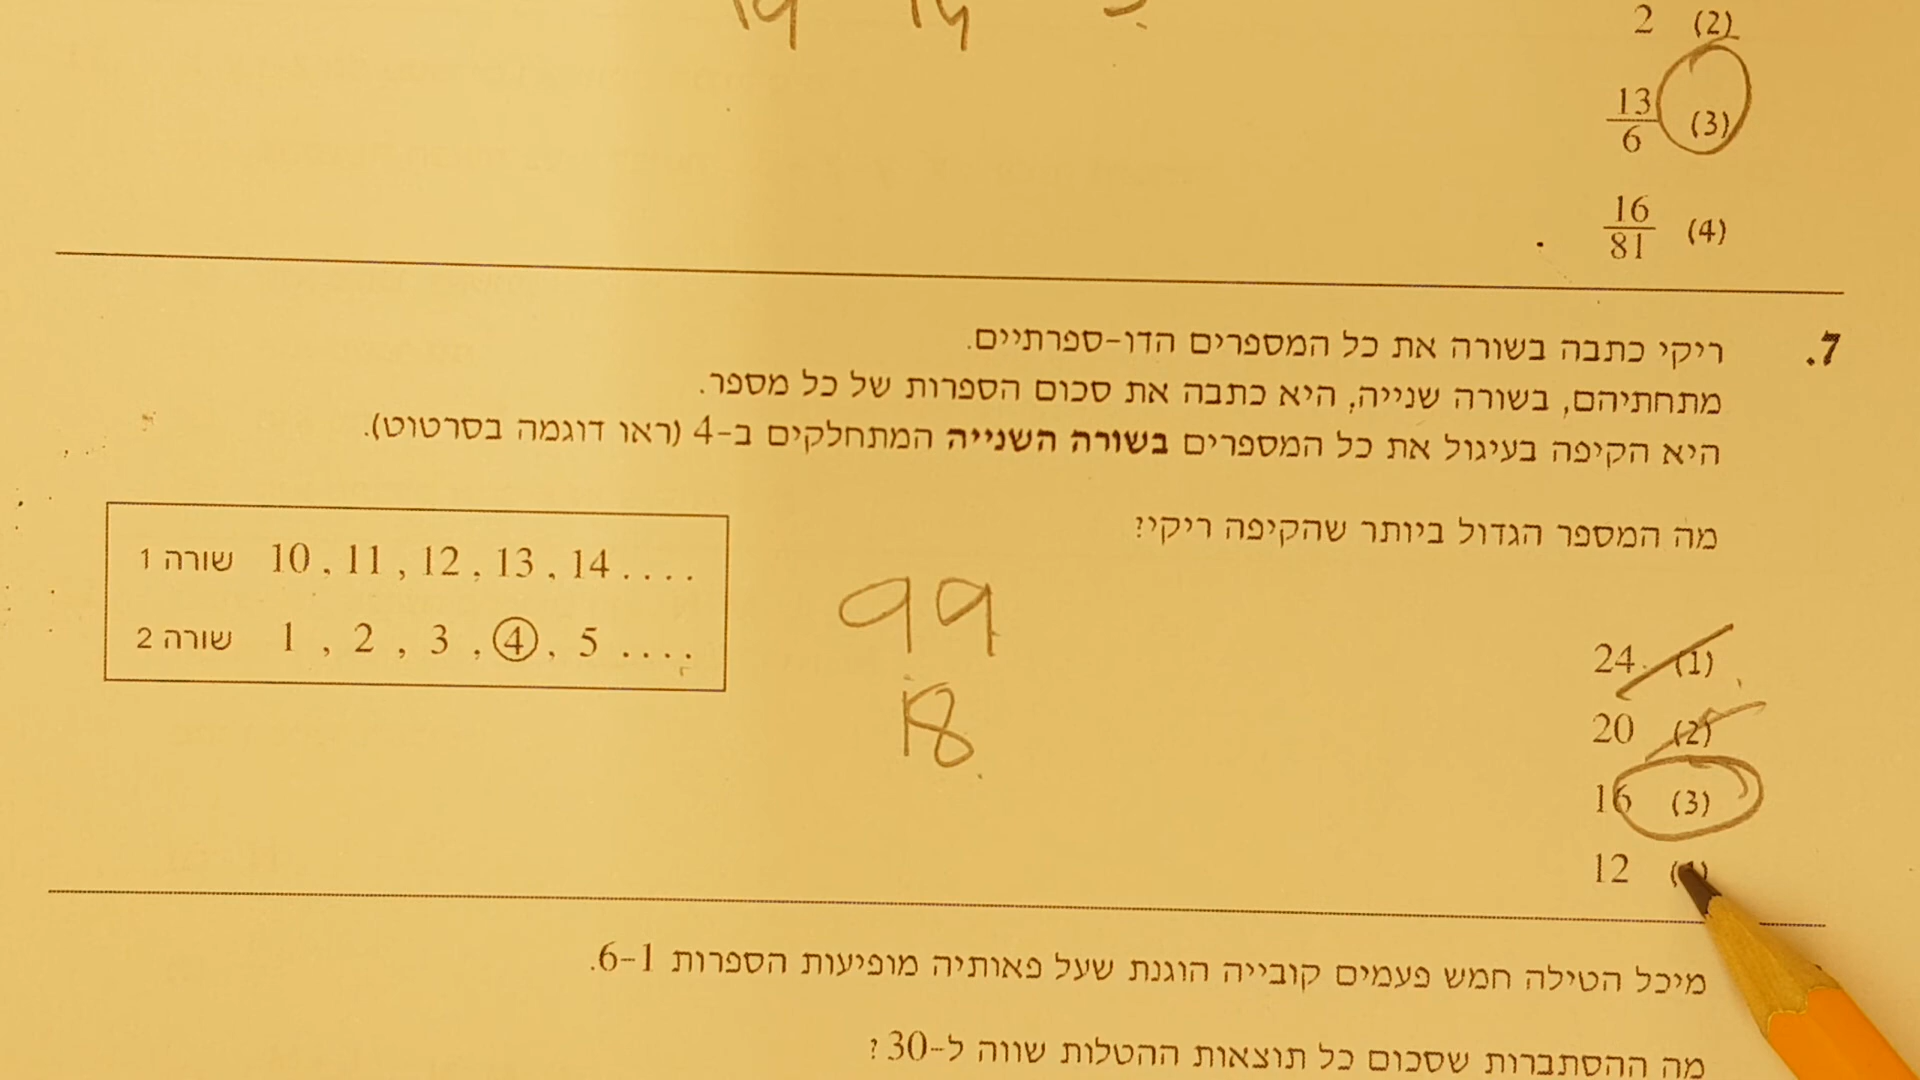 2 (2)
13/6 (3)
16/81 (4)
7. ריקי כתבה בשורה את כל המספרים הדו-ספרתיים.
מתחתיהם, בשורה שנייה, היא כתבה את סכום הספרות של כל מספר.
היא הקיפה בעיגול את כל המספרים בשורה השנייה המתחלקים ב-4 (ראו דוגמה בסרטוט).
מה המספר הגדול ביותר שהקיפה ריקי?
שורה 1 10 , 11 , 12 , 13 , 14 . . . .
שורה 2 1 , 2 , 3 , 4 , 5 . . . .
99
18
24 (1)
20 (2)
16 (3)
12
מיכל הטילה חמש פעמים קובייה הוגנת שעל פאותיה מופיעות הספרות 1-6.
מה ההסתברות שסכום כל תוצאות ההטלות שווה ל-30?